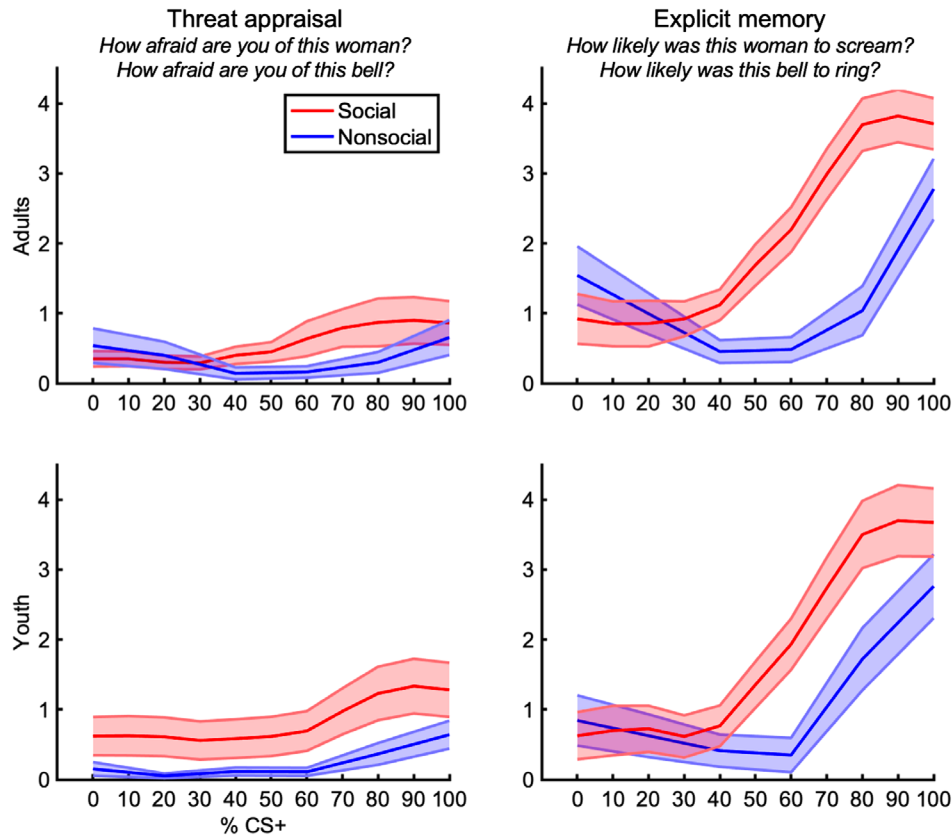 Threat appraisal
How afraid are you of this woman?
How afraid are you of this bell?
Explicit memory
How likely was this woman to scream?
How likely was this bell to ring?
Social
Nonsocial
Adults
4
3
2
1
0
0 10 20 30 40 50 60 70 80 90 100
4
3
2
1
0
0 10 20 30 40 50 60 70 80 90 100
Youth
4
3
2
1
0
0 10 20 30 40 50 60 70 80 90 100
% CS+
4
3
2
1
0
0 10 20 30 40 50 60 70 80 90 100